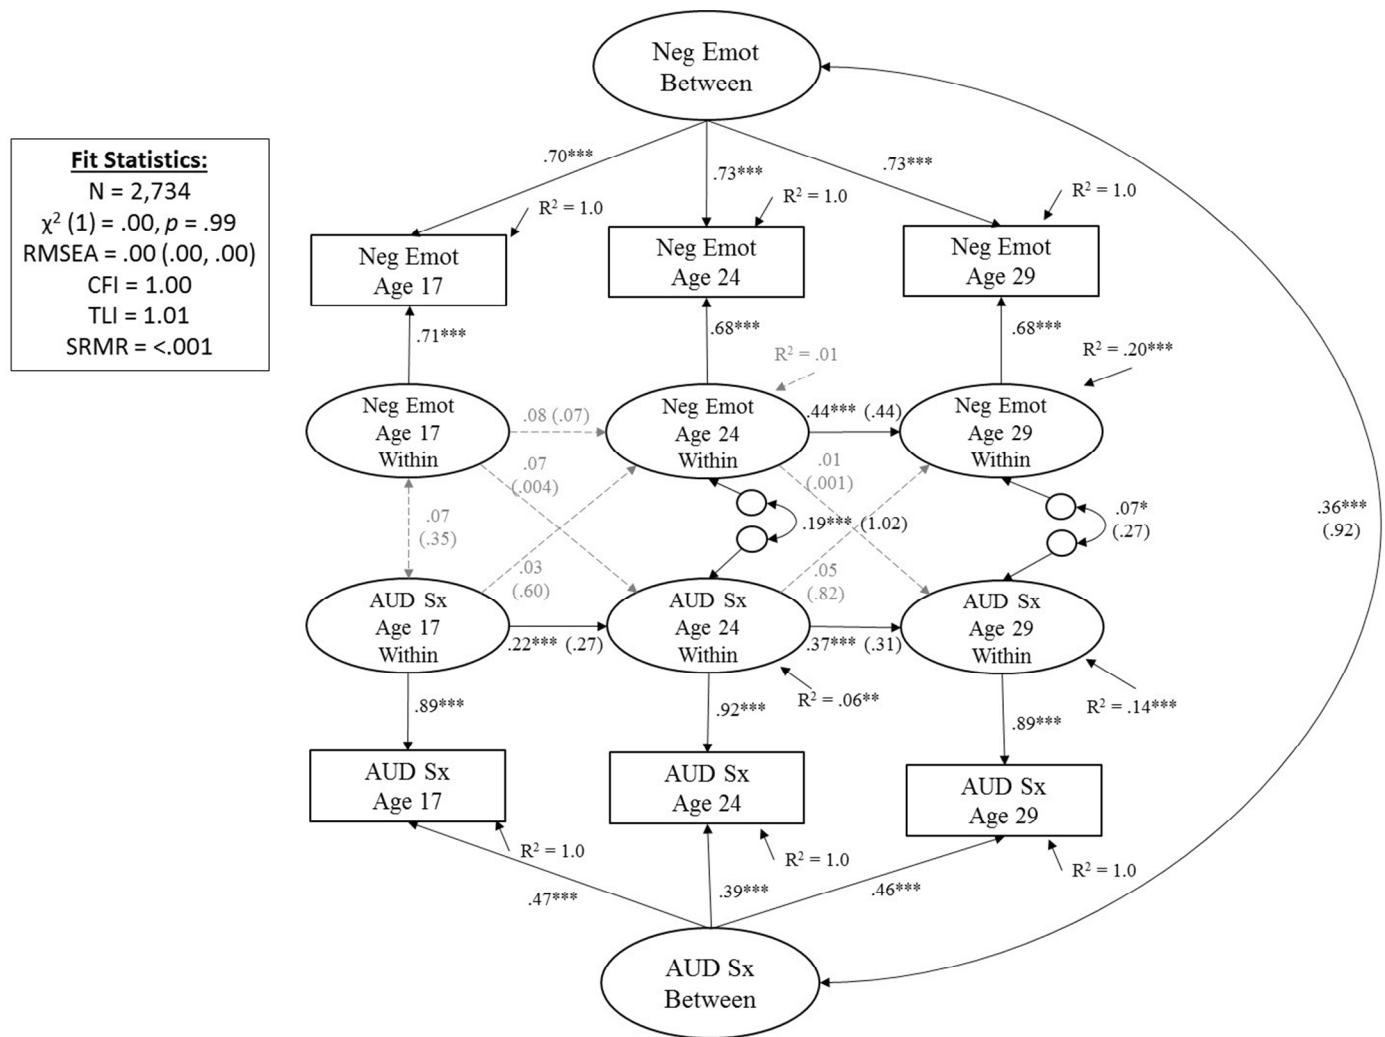 Neg Emot
Between
Fit Statistics:
N = 2,734
χ² (1) = .00, p = .99
RMSEA = .00 (.00, .00)
CFI = 1.00
TLI = 1.01
SRMR = <.001
.70***
.73***
.73***
R² = 1.0
R² = 1.0
R² = 1.0
Neg Emot
Age 17
Neg Emot
Age 24
Neg Emot
Age 29
.71***
.68***
.68***
R² = .01
R² = .20***
Neg Emot
Age 17
Within
.08 (.07)
Neg Emot
Age 24
Within
.44*** (.44)
Neg Emot
Age 29
Within
.07
(.004)
.01
(.001)
.07
(.35)
.19*** (1.02)
.07*
(.27)
.36***
(.92)
.03
(.60)
.05
(.82)
AUD Sx
Age 17
Within
.22*** (.27)
AUD Sx
Age 24
Within
.37*** (.31)
AUD Sx
Age 29
Within
R² = .06**
R² = .14***
.89***
.92***
.89***
AUD Sx
Age 17
AUD Sx
Age 24
AUD Sx
Age 29
R² = 1.0
R² = 1.0
R² = 1.0
.47***
.39***
.46***
AUD Sx
Between